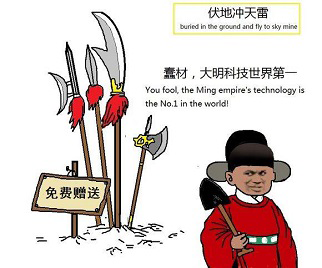 伏地冲天雷
buried in the ground and fly to sky mine
蠢材，大明科技世界第一
You fool, the Ming empire's technology is
the No.1 in the world!
免费赠送